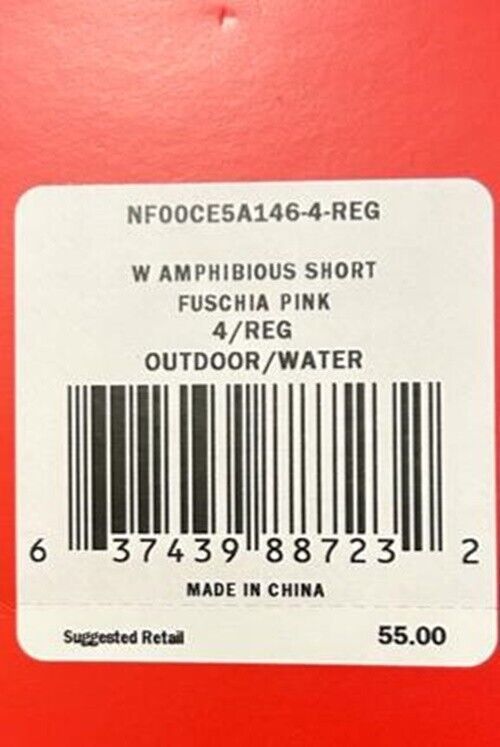 NF00CE5A146-4-REG
W AMPHIBIOUS SHORT
FUSCHIA PINK
4/REG
OUTDOOR/WATER
6 37439 88723 2
MADE IN CHINA
Suggested Retail 55.00